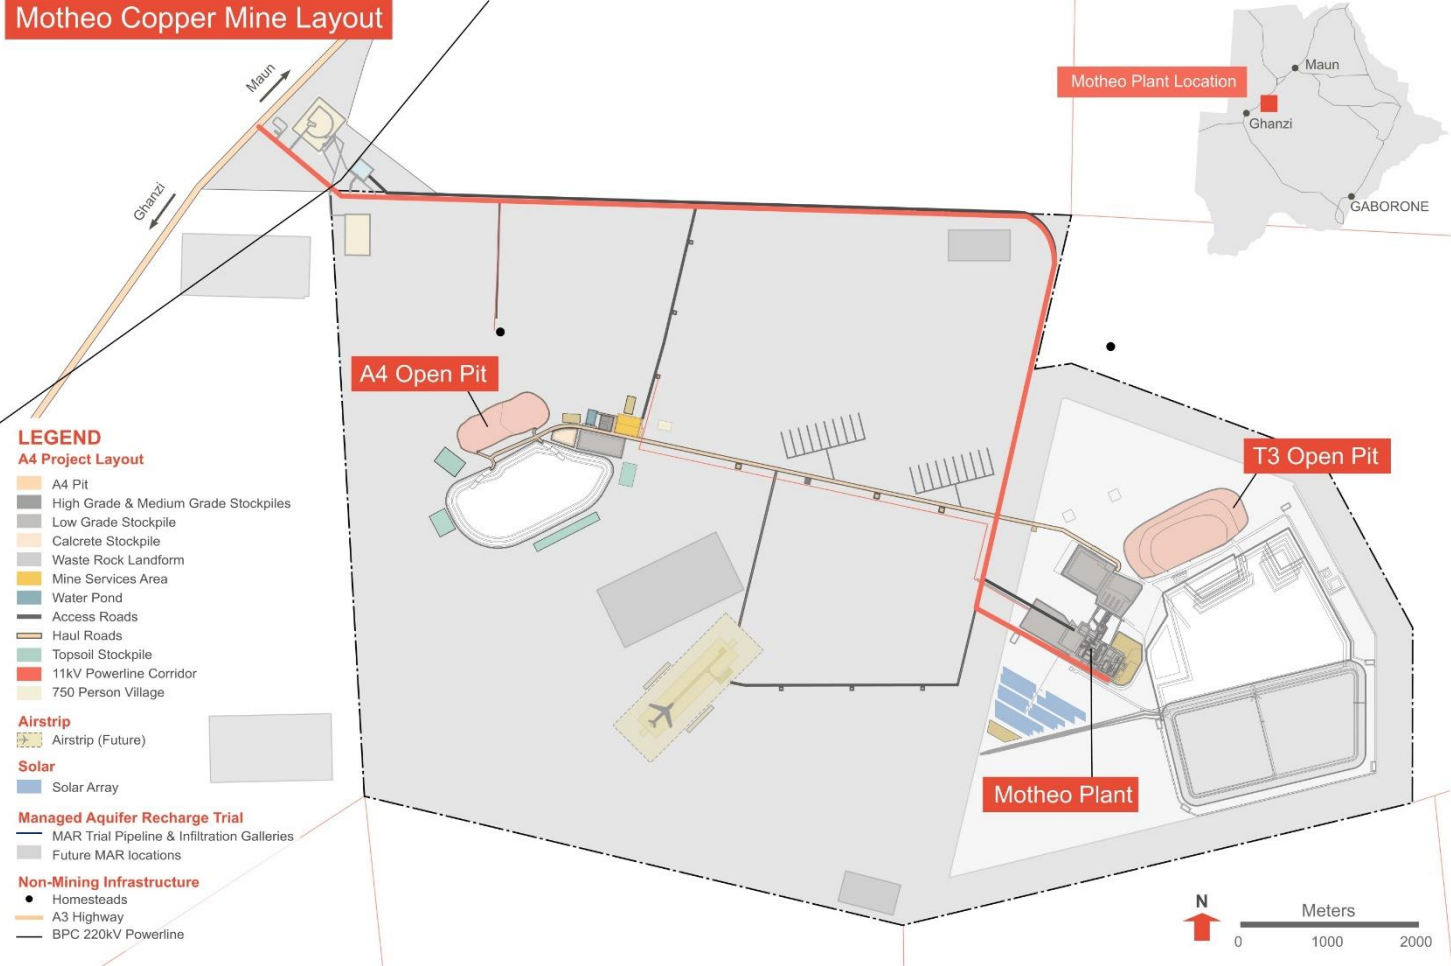 Motheo Copper Mine Layout
Maun
Ghanzi
Motheo Plant Location
Maun
Ghanzi
GABORONE
A4 Open Pit
T3 Open Pit
Motheo Plant
LEGEND
A4 Project Layout
A4 Pit
High Grade & Medium Grade Stockpiles
Low Grade Stockpile
Calcrete Stockpile
Waste Rock Landform
Mine Services Area
Water Pond
Access Roads
Haul Roads
Topsoil Stockpile
11kV Powerline Corridor
750 Person Village
Airstrip
Airstrip (Future)
Solar
Solar Array
Managed Aquifer Recharge Trial
MAR Trial Pipeline & Infiltration Galleries
Future MAR locations
Non-Mining Infrastructure
Homesteads
A3 Highway
BPC 220kV Powerline
N
Meters
0 1000 2000